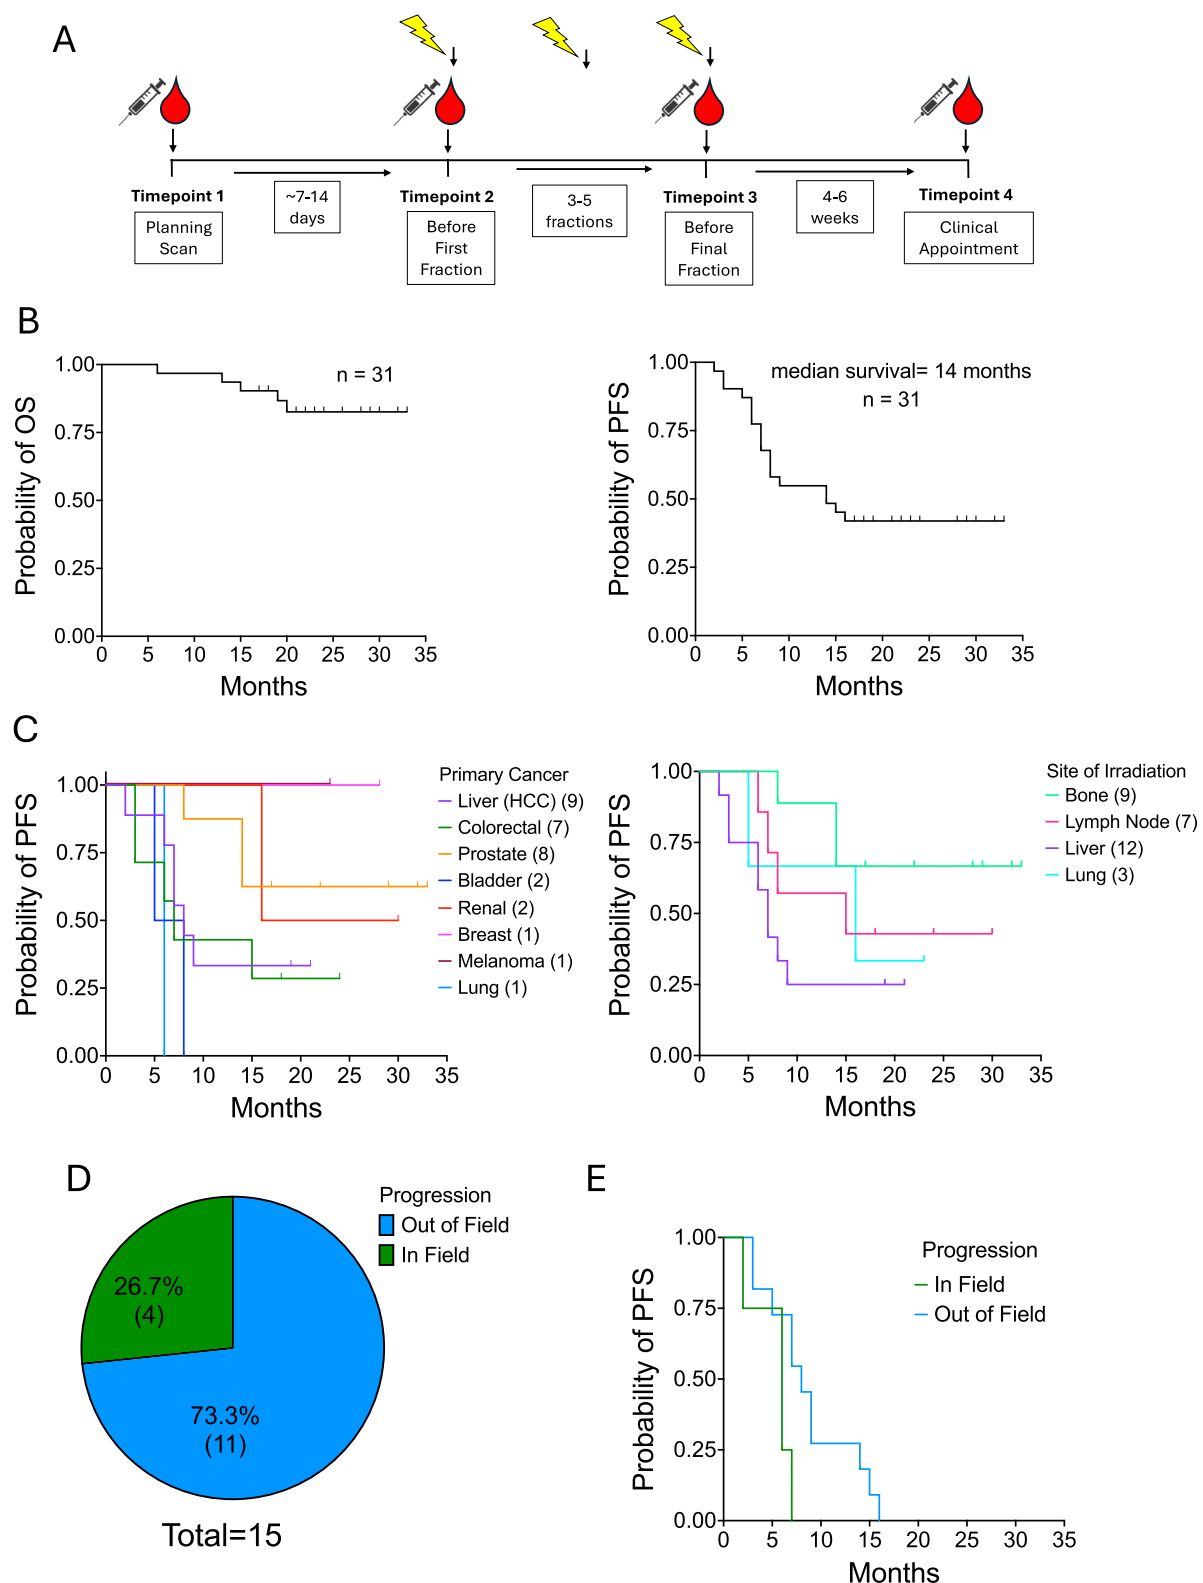 A
Timepoint 1
Planning
Scan
~7-14
days
Timepoint 2
Before
First
Fraction
3-5
fractions
Timepoint 3
Before
Final
Fraction
4-6
weeks
Timepoint 4
Clinical
Appointment
B
Probability of OS
1.00
0.75
0.50
0.25
0.00
n = 31
0 5 10 15 20 25 30 35
Months
Probability of PFS
1.00
0.75
0.50
0.25
0.00
median survival= 14 months
n = 31
0 5 10 15 20 25 30 35
Months
C
Probability of PFS
1.00
0.75
0.50
0.25
0.00
0 5 10 15 20 25 30 35
Months
Primary Cancer
Liver (HCC) (9)
Colorectal (7)
Prostate (8)
Bladder (2)
Renal (2)
Breast (1)
Melanoma (1)
Lung (1)
Probability of PFS
1.00
0.75
0.50
0.25
0.00
0 5 10 15 20 25 30 35
Months
Site of Irradiation
Bone (9)
Lymph Node (7)
Liver (12)
Lung (3)
D
Progression
Out of Field
In Field
26.7%
(4)
73.3%
(11)
Total=15
E
Probability of PFS
1.00
0.75
0.50
0.25
0.00
0 5 10 15 20 25 30 35
Months
Progression
In Field
Out of Field